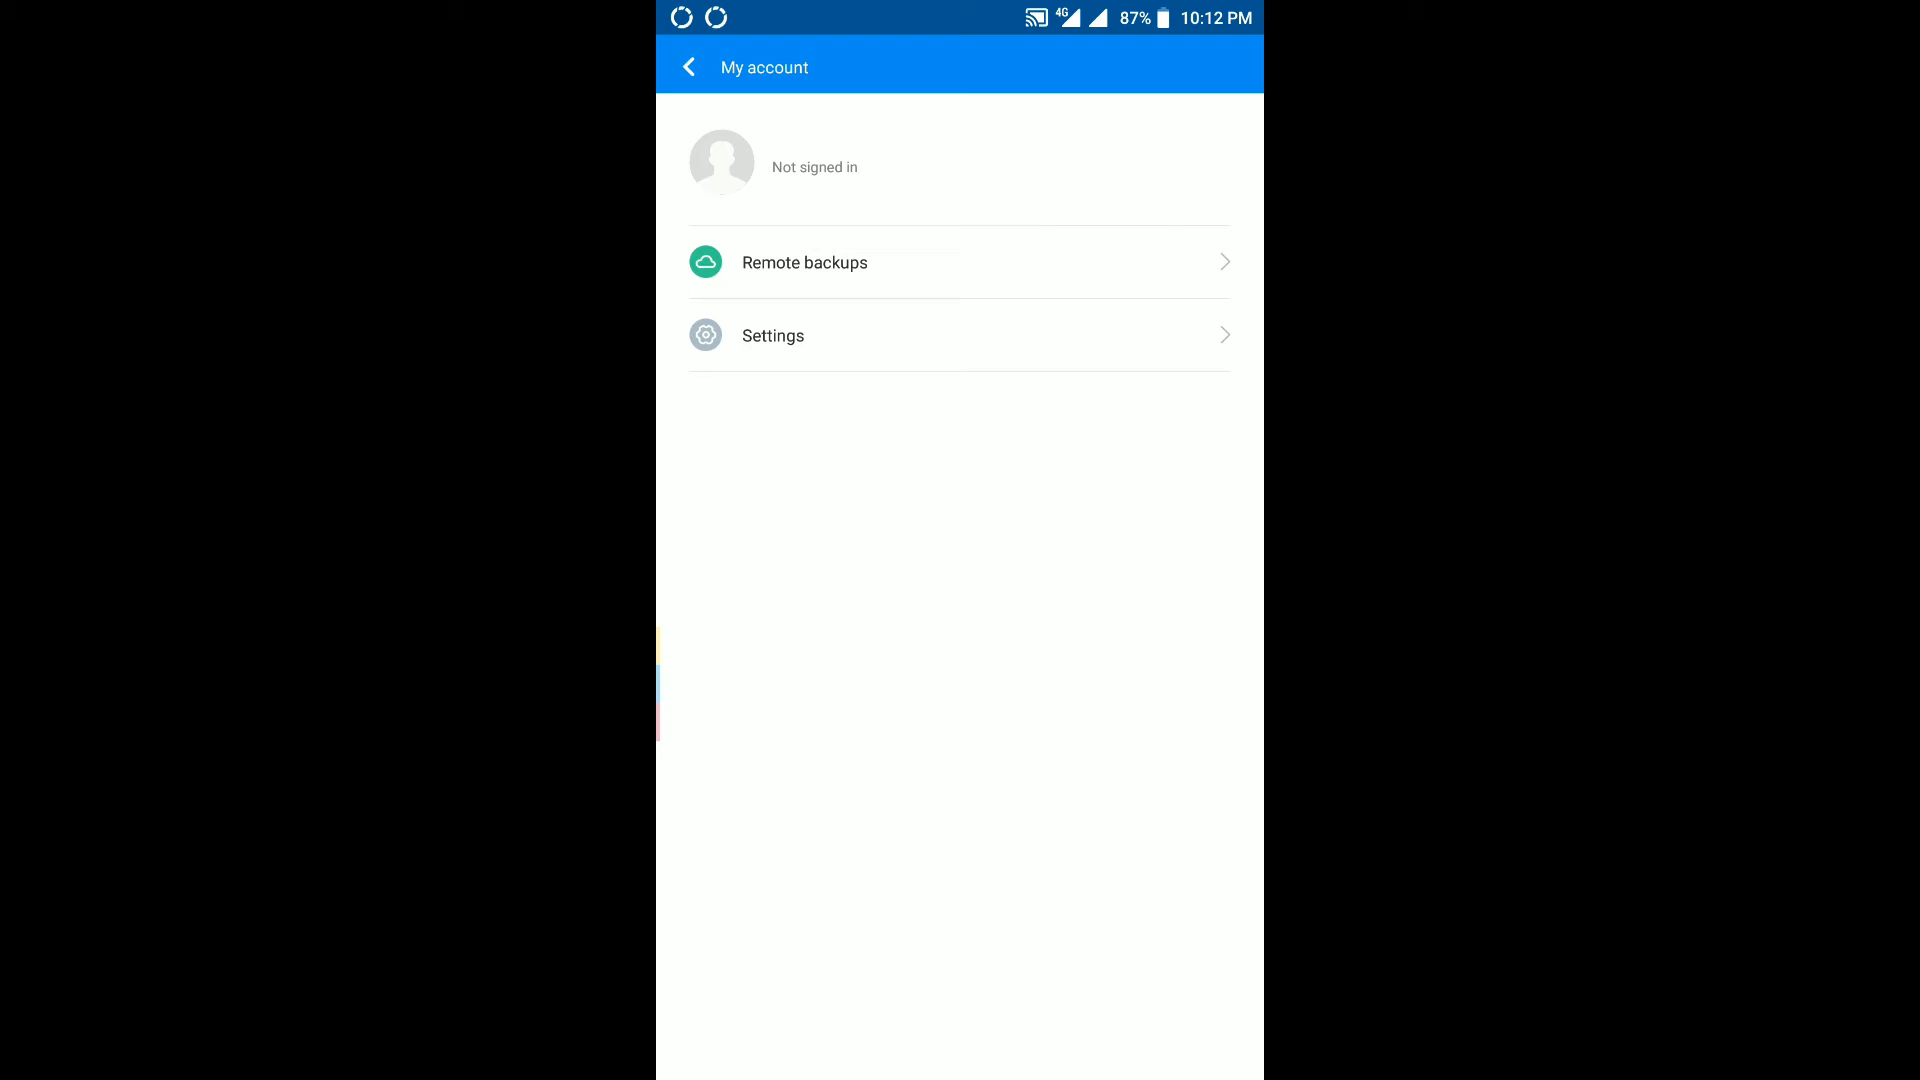 4G 87% 10:12 PM
My account
Not signed in
Remote backups
Settings